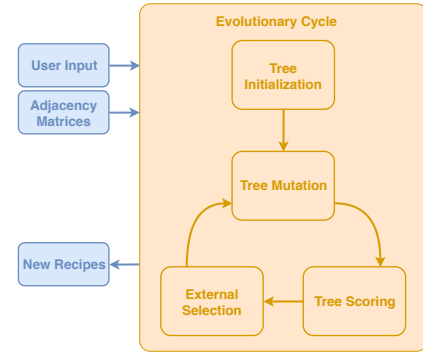 Evolutionary Cycle
User Input
Adjacency
Matrices
Tree
Initialization
Tree Mutation
New Recipes
External
Selection
Tree Scoring